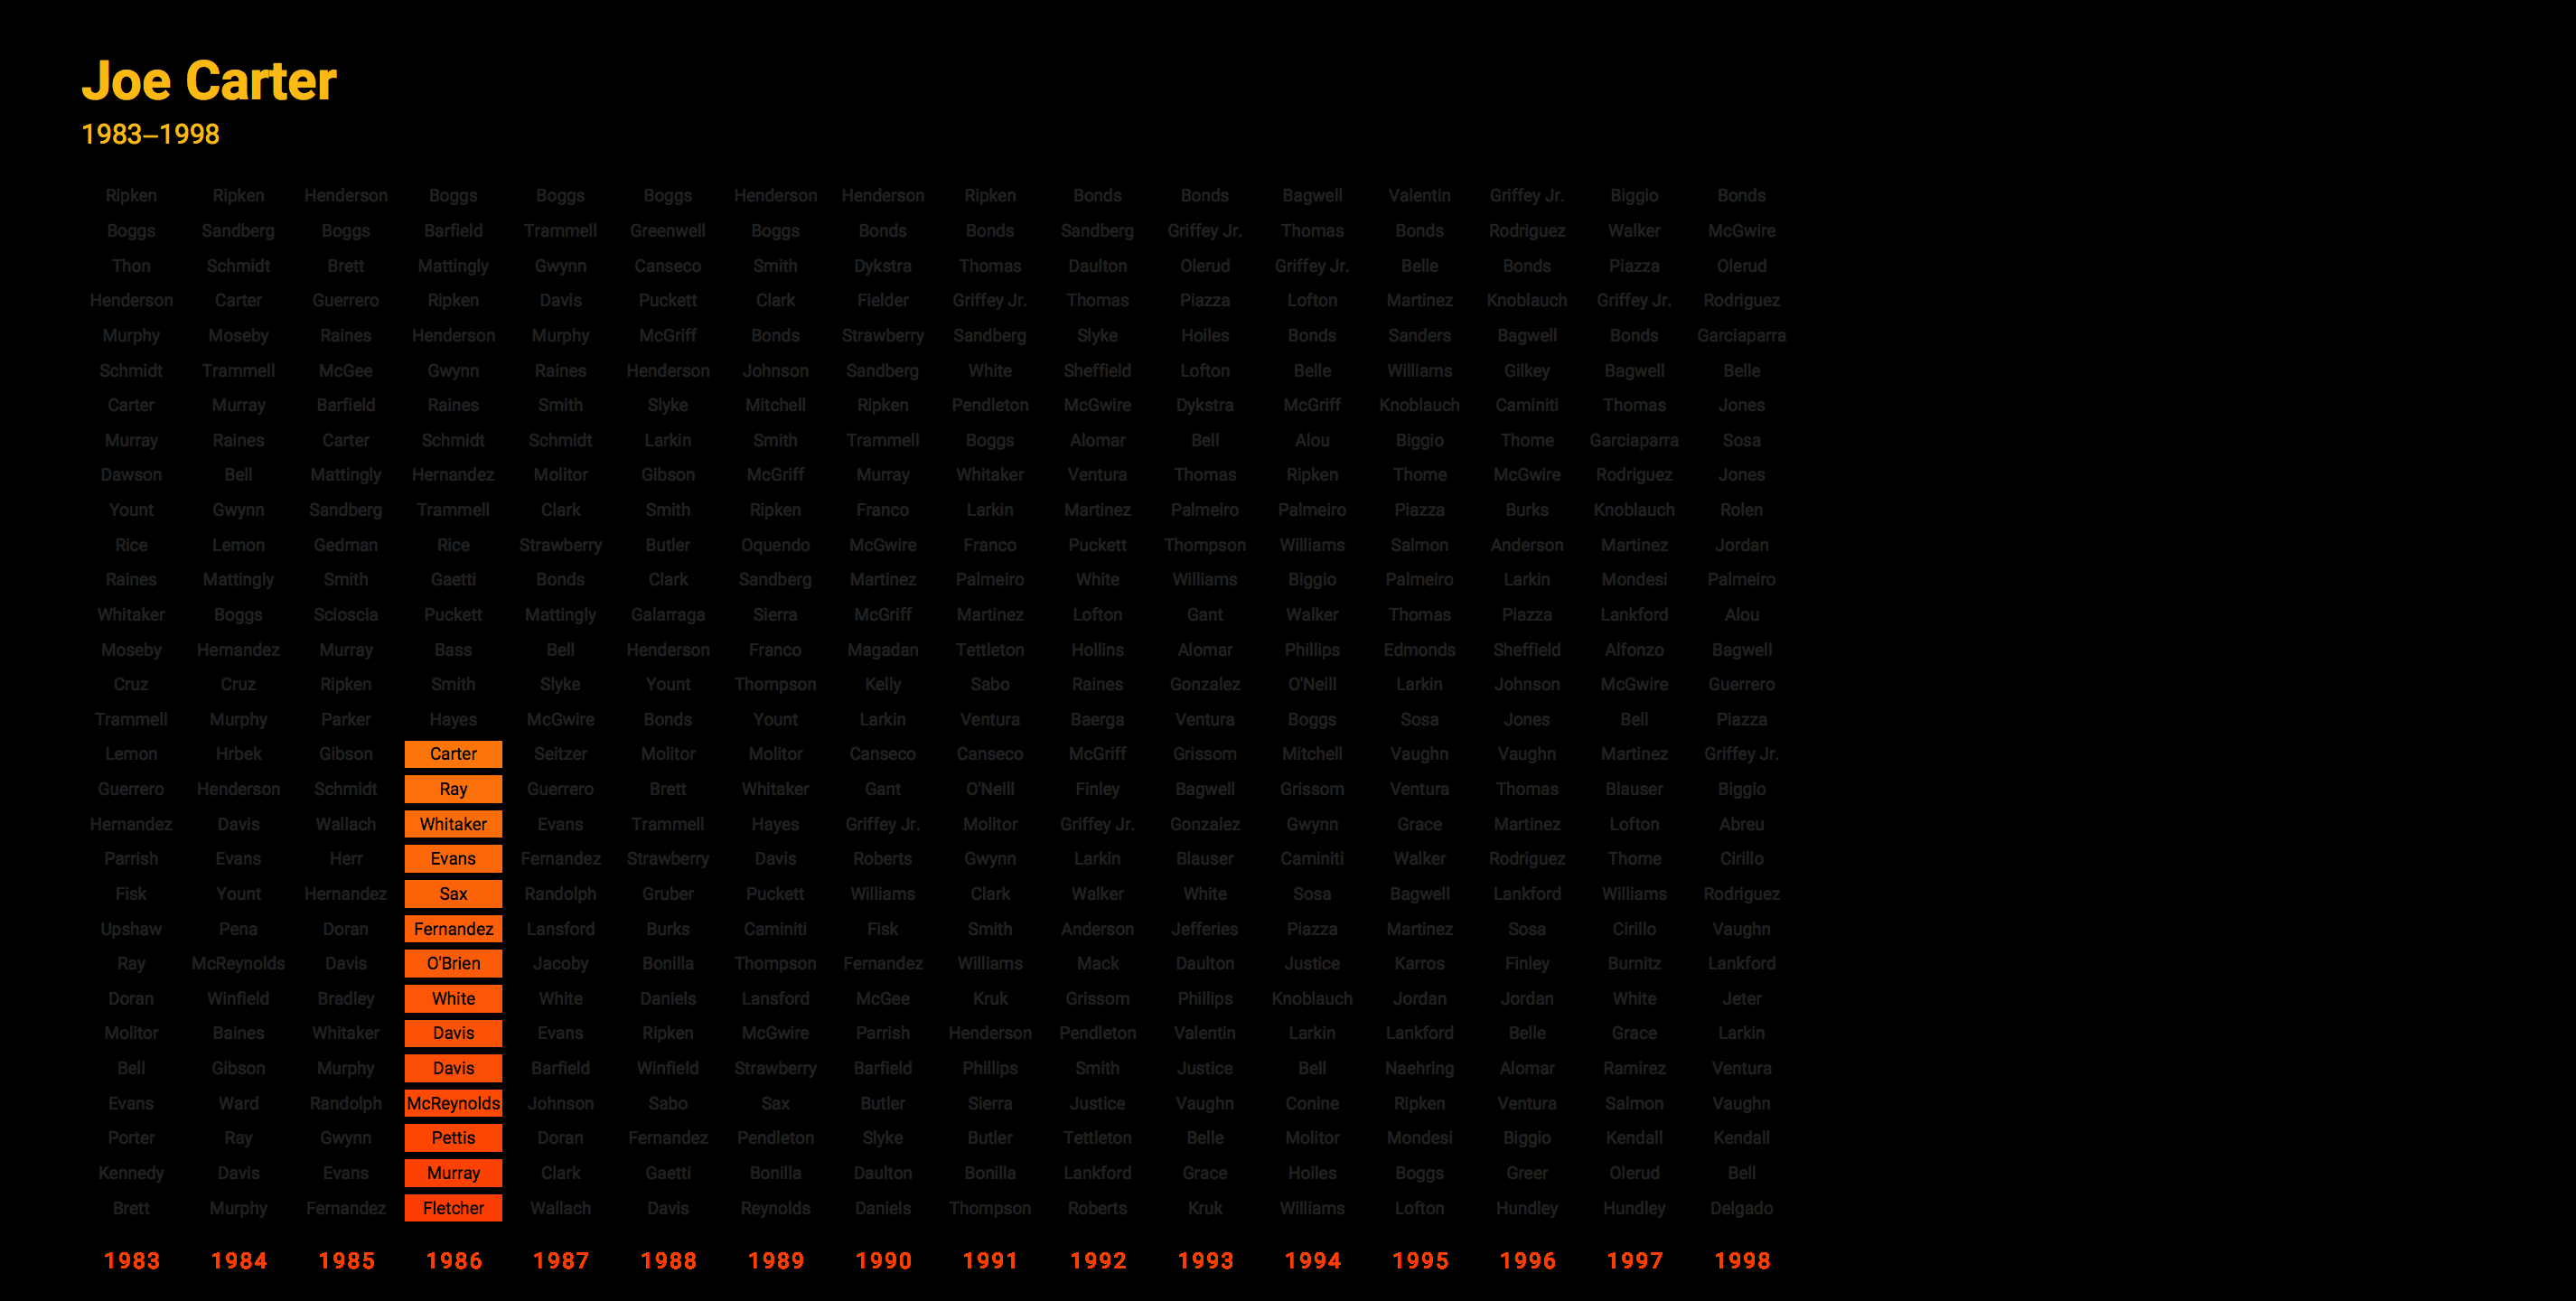 Joe Carter
1983–1998
Ripken Ripken Henderson Boggs Boggs Boggs Henderson Henderson Ripken Bonds Bonds Bagwell Valentin Griffey Jr. Biggio Bonds
Boggs Sandberg Boggs Barfield Trammell Greenwell Boggs Bonds Bonds Sandberg Griffey Jr. Thomas Bonds Rodriguez Walker McGwire
Thon Schmidt Brett Mattingly Gwynn Canseco Smith Dykstra Thomas Daulton Olerud Griffey Jr. Belle Bonds Piazza Olerud
Henderson Carter Guerrero Ripken Davis Puckett Clark Fielder Griffey Jr. Thomas Piazza Lofton Martinez Knoblauch Griffey Jr. Rodriguez
Murphy Moseby Raines Henderson Murphy McGriff Bonds Strawberry Sandberg Slyke Hoiles Bonds Sanders Bagwell Bonds Garciaparra
Schmidt Trammell McGee Gwynn Raines Henderson Johnson Sandberg White Sheffield Lofton Belle Williams Gilkey Bagwell Belle
Carter Murray Barfield Raines Smith Slyke Mitchell Ripken Pendleton McGwire Dykstra McGriff Knoblauch Caminiti Thomas Jones
Murray Raines Carter Schmidt Schmidt Larkin Smith Trammell Boggs Alomar Bell Alou Biggio Thome Garciaparra Sosa
Dawson Bell Mattingly Hernandez Molitor Gibson McGriff Murray Whitaker Ventura Thomas Ripken Thome McGwire Rodriguez Jones
Yount Gwynn Sandberg Trammell Clark Smith Ripken Franco Larkin Martinez Palmeiro Palmeiro Piazza Burks Knoblauch Rolen
Rice Lemon Gedman Rice Strawberry Butler Oquendo McGwire Franco Puckett Thompson Williams Salmon Anderson Martinez Jordan
Raines Mattingly Smith Gaetti Bonds Clark Sandberg Martinez Palmeiro White Williams Biggio Palmeiro Larkin Mondesi Palmeiro
Whitaker Boggs Scioscia Puckett Mattingly Galarraga Sierra McGriff Martinez Lofton Gant Walker Thomas Piazza Lankford Alou
Moseby Hernandez Murray Bass Bell Henderson Franco Magadan Tettleton Hollins Alomar Phillips Edmonds Sheffield Alfonzo Bagwell
Cruz Cruz Ripken Smith Slyke Yount Thompson Kelly Sabo Raines Gonzalez O'Neill Larkin Johnson McGwire Guerrero
Trammell Murphy Parker Hayes McGwire Bonds Yount Larkin Ventura Baerga Ventura Boggs Sosa Jones Bell Piazza
Lemon Hrbek Gibson Carter Seitzer Molitor Molitor Canseco Canseco McGriff Grissom Mitchell Vaughn Vaughn Martinez Griffey Jr.
Guerrero Henderson Schmidt Ray Guerrero Brett Whitaker Gant O'Neill Finley Bagwell Grissom Ventura Thomas Blauser Biggio
Hernandez Davis Wallach Whitaker Evans Trammell Hayes Griffey Jr. Molitor Griffey Jr. Gonzalez Gwynn Grace Martinez Lofton Abreu
Parrish Evans Herr Evans Fernandez Strawberry Davis Roberts Gwynn Larkin Blauser Caminiti Walker Rodriguez Thome Cirillo
Fisk Yount Hernandez Sax Randolph Gruber Puckett Williams Clark Walker White Sosa Bagwell Lankford Williams Rodriguez
Upshaw Pena Doran Fernandez Lansford Burks Caminiti Fisk Smith Anderson Jefferies Piazza Martinez Sosa Cirillo Vaughn
Ray McReynolds Davis O'Brien Jacoby Bonilla Thompson Fernandez Williams Mack Daulton Justice Karros Finley Burnitz Lankford
Doran Winfield Bradley White White Daniels Lansford McGee Kruk Grissom Phillips Knoblauch Jordan Jordan White Jeter
Molitor Baines Whitaker Davis Evans Ripken McGwire Parrish Henderson Pendleton Valentin Larkin Lankford Belle Grace Larkin
Bell Gibson Murphy Davis Barfield Winfield Strawberry Barfield Phillips Smith Justice Bell Naehring Alomar Ramirez Ventura
Evans Ward Randolph McReynolds Johnson Sabo Sax Butler Sierra Justice Vaughn Conine Ripken Ventura Salmon Vaughn
Porter Ray Gwynn Pettis Doran Fernandez Pendleton Slyke Butler Tettleton Belle Molitor Mondesi Biggio Kendall Kendall
Kennedy Davis Evans Murray Clark Gaetti Bonilla Daulton Bonilla Lankford Grace Hoiles Boggs Greer Olerud Bell
Brett Murphy Fernandez Fletcher Wallach Davis Reynolds Daniels Thompson Roberts Kruk Williams Lofton Hundley Hundley Delgado
1983 1984 1985 1986 1987 1988 1989 1990 1991 1992 1993 1994 1995 1996 1997 1998